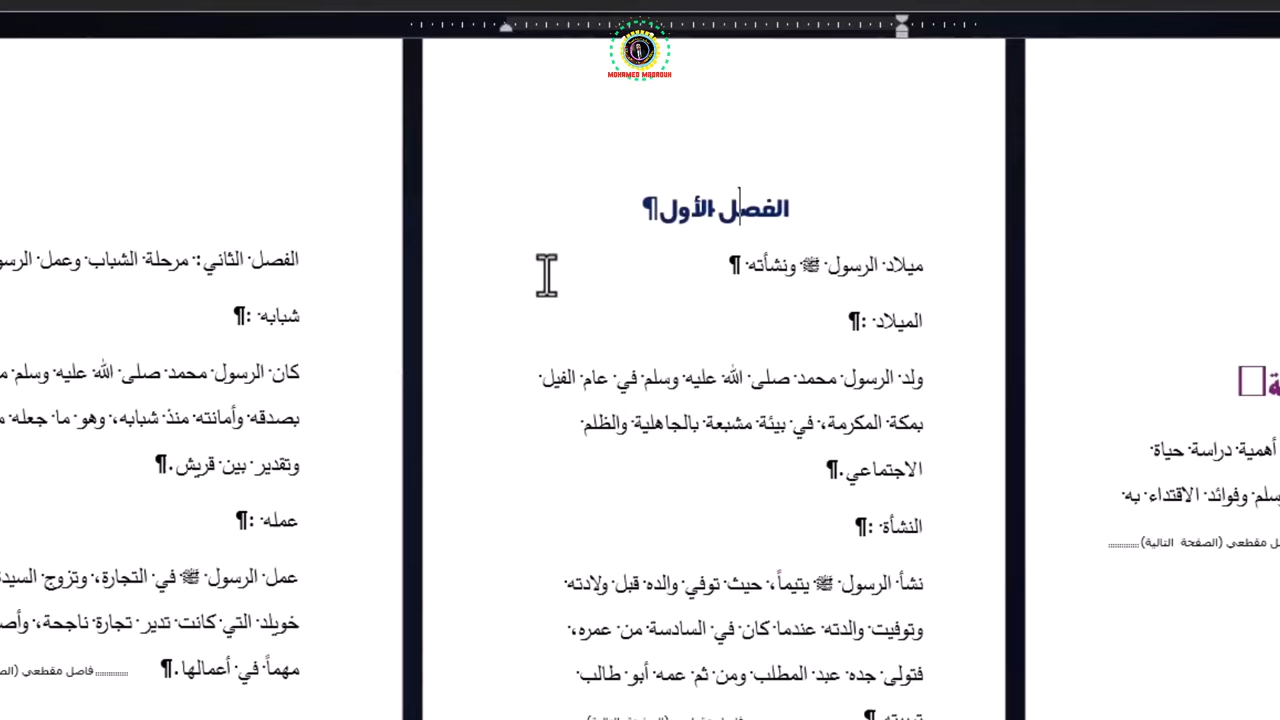 MOHAMED MABROUK
أهمية دراسة حياة
وفوائد الاقتداء به
(الصفحة التالية)
الفصل الأول¶
ميلاد الرسول ﷺ ونشأته ¶
الميلاد :¶
ولد الرسول محمد صلى الله عليه وسلم في عام الفيل
بمكة المكرمة، في بيئة مشبعة بالجاهلية والظلم
الاجتماعي.¶
النشأة :¶
نشأ الرسول ﷺ يتيماً، حيث توفي والده قبل ولادته
وتوفيت والدته عندما كان في السادسة من عمره،
فتولى جده عبد المطلب ومن ثم عمه أبو طالب
الفصل الثاني: مرحلة الشباب وعمل
شبابه :¶
كان الرسول محمد صلى الله عليه وسلم
بصدقه وأمانته منذ شبابه، وهو ما جعله
وتقدير بين قريش.¶
عمله :¶
عمل الرسول ﷺ في التجارة، وتزوج
خويلد التي كانت تدير تجارة ناجحة،
مهماً في أعمالها.¶ فاصل مقطعي